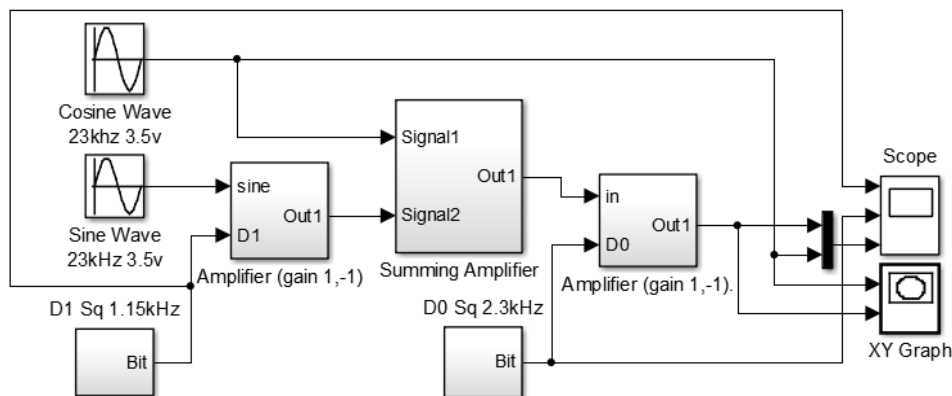 Cosine Wave
23khz 3.5v
Sine Wave
23kHz 3.5v
sine
D1
Out1
Amplifier (gain 1,-1)
D1 Sq 1.15kHz
Bit
Signal1
Signal2
Out1
Summing Amplifier
D0 Sq 2.3kHz
Bit
in
D0
Out1
Amplifier (gain 1,-1).
Scope
XY Graph